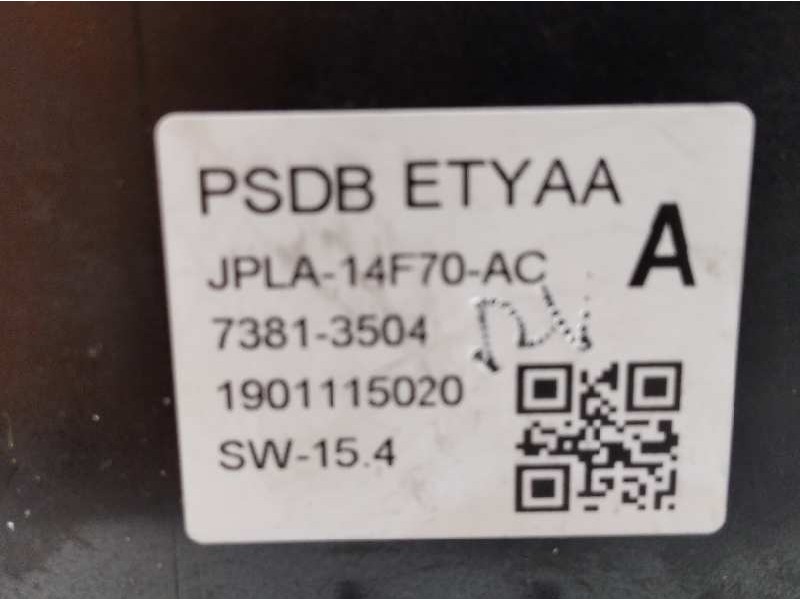 PSDB ETYAA
A
JPLA-14F70-AC
7381-3504
1901115020
SW-15.4